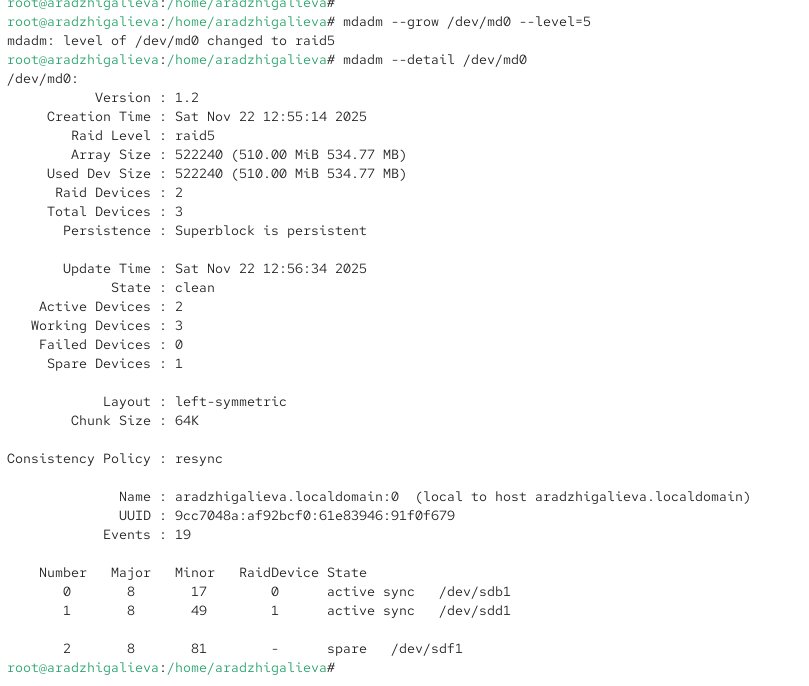 root@aradzhigalieva:/home/aradzhigalieva#
root@aradzhigalieva:/home/aradzhigalieva# mdadm --grow /dev/md0 --level=5
mdadm: level of /dev/md0 changed to raid5
root@aradzhigalieva:/home/aradzhigalieva# mdadm --detail /dev/md0
/dev/md0:
           Version : 1.2
     Creation Time : Sat Nov 22 12:55:14 2025
        Raid Level : raid5
        Array Size : 522240 (510.00 MiB 534.77 MB)
     Used Dev Size : 522240 (510.00 MiB 534.77 MB)
      Raid Devices : 2
     Total Devices : 3
       Persistence : Superblock is persistent

       Update Time : Sat Nov 22 12:56:34 2025
             State : clean
    Active Devices : 2
   Working Devices : 3
    Failed Devices : 0
     Spare Devices : 1

            Layout : left-symmetric
        Chunk Size : 64K

Consistency Policy : resync

              Name : aradzhigalieva.localdomain:0  (local to host aradzhigalieva.localdomain)
              UUID : 9cc7048a:af92bcf0:61e83946:91f0f679
            Events : 19

    Number   Major   Minor   RaidDevice State
       0       8       17        0      active sync   /dev/sdb1
       1       8       49        1      active sync   /dev/sdd1

       2       8       81        -      spare   /dev/sdf1
root@aradzhigalieva:/home/aradzhigalieva#